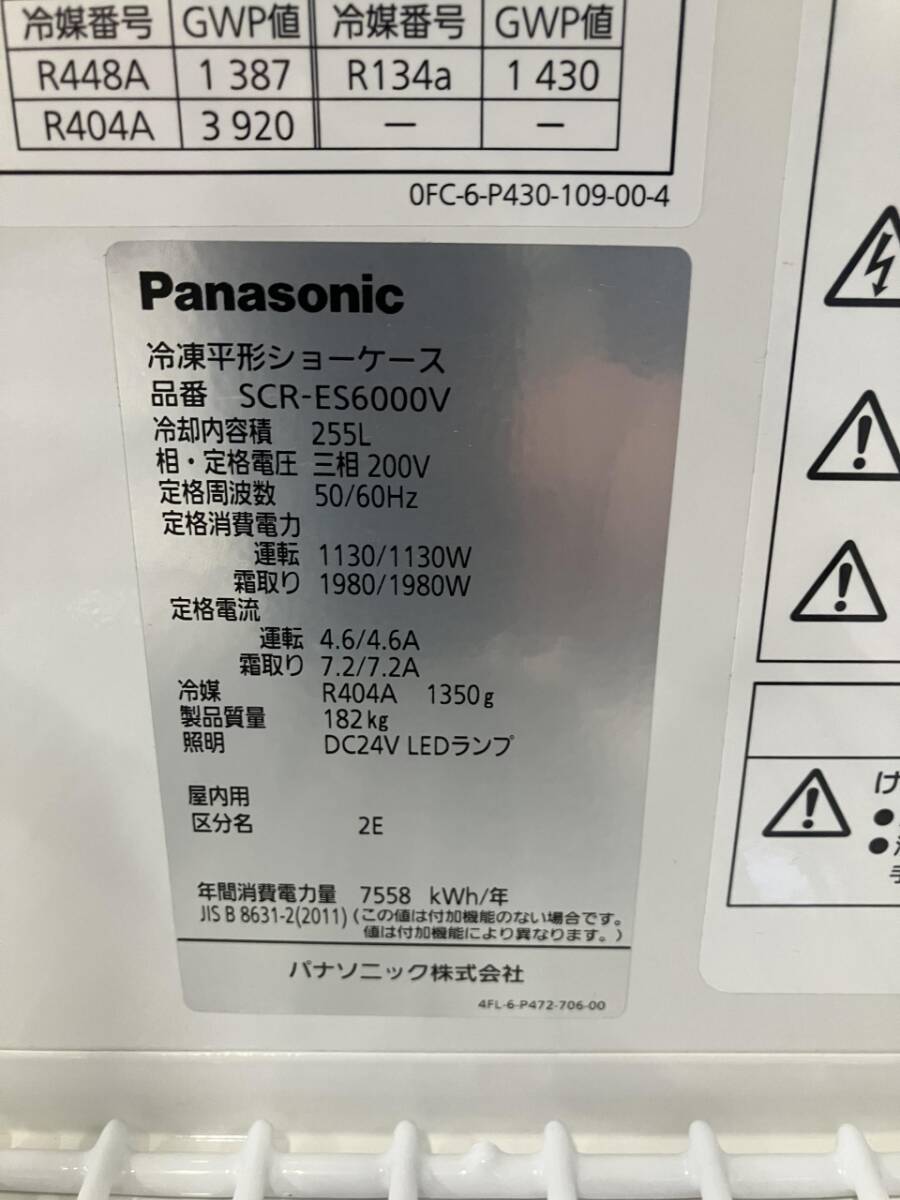 冷媒番号 GWP値 冷媒番号 GWP値
R448A 1 387 R134a 1 430
R404A 3 920 — —
0FC-6-P430-109-00-4
Panasonic
冷凍平形ショーケース
品番 SCR-ES6000V
冷却内容積 255L
相・定格電圧 三相 200V
定格周波数 50/60Hz
定格消費電力
運転 1130/1130W
霜取り 1980/1980W
定格電流
運転 4.6/4.6A
霜取り 7.2/7.2A
冷媒 R404A 1350g
製品質量 182kg
照明 DC24V LEDランプ
屋内用
区分名 2E
年間消費電力量 7558 kWh/年
JIS B 8631-2(2011) (この値は付加機能のない場合です。
値は付加機能により異なります。)
パナソニック株式会社
4FL-6-P472-706-00
け
手